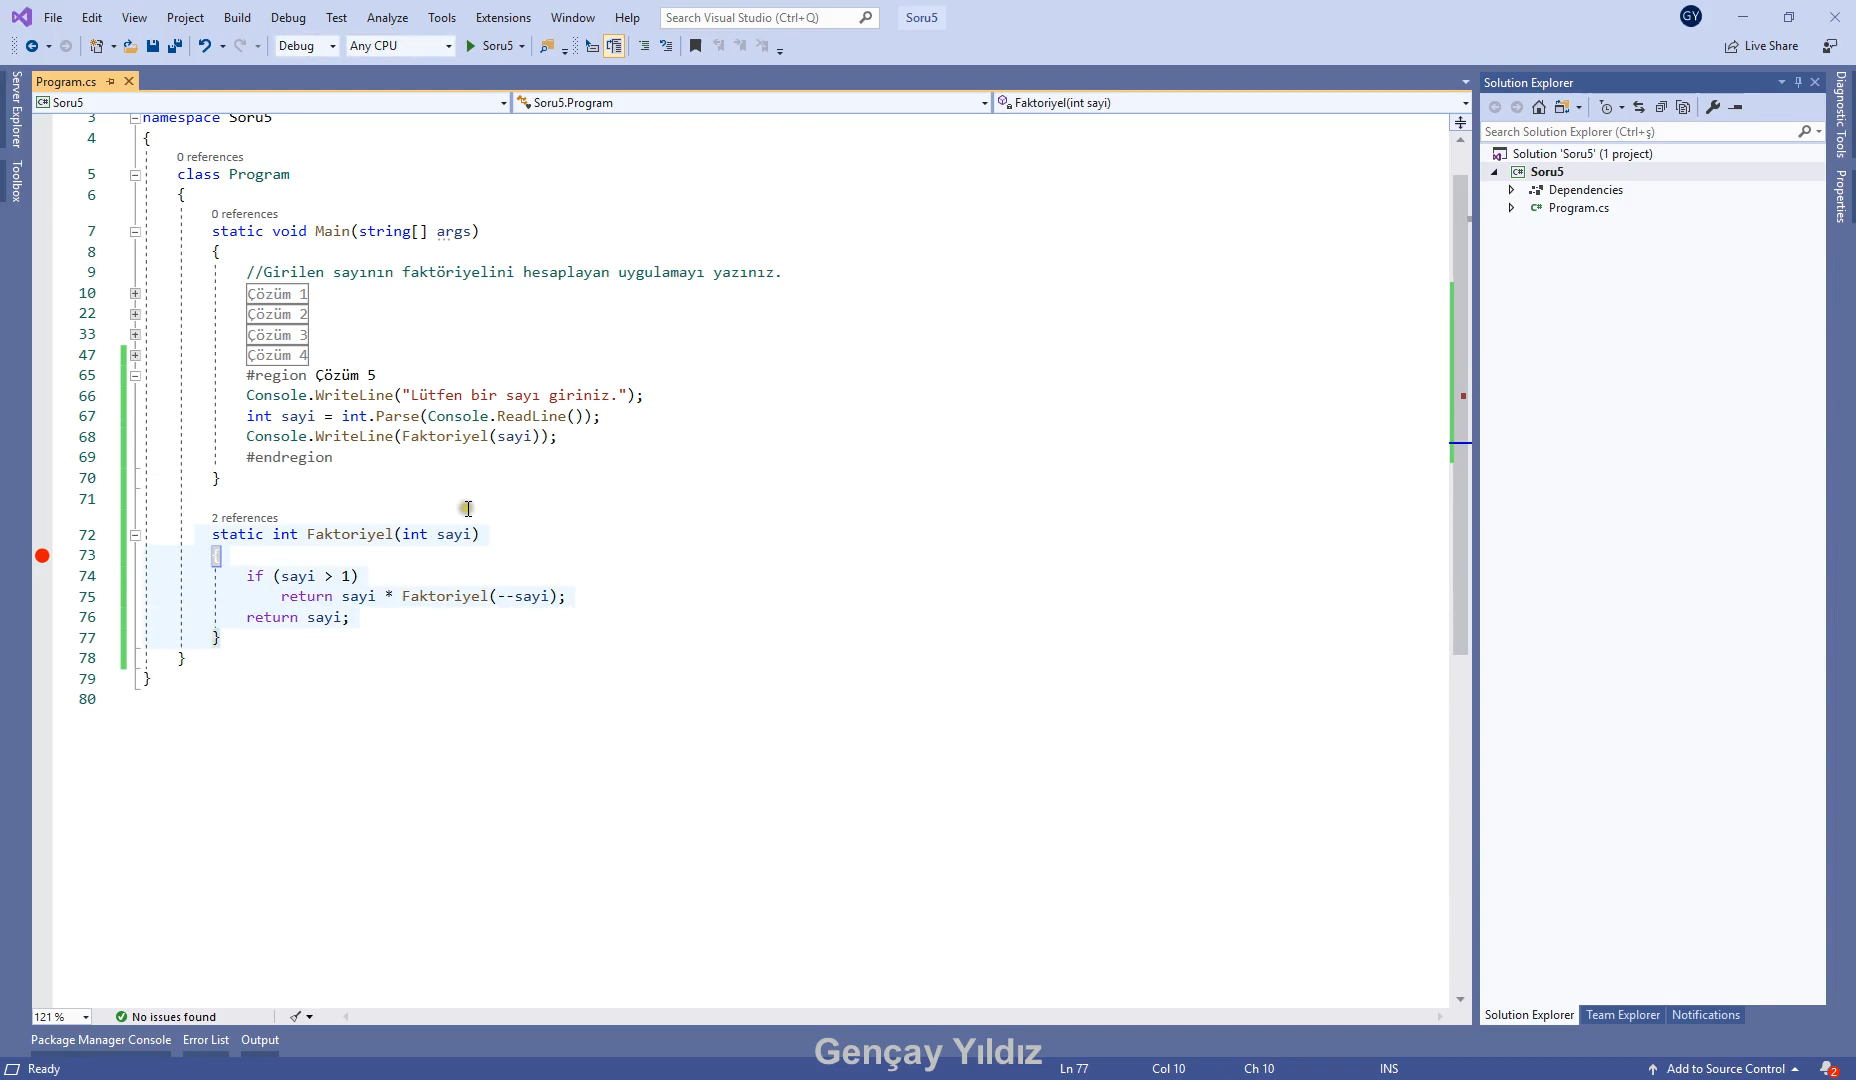 File Edit View Project Build Debug Test Analyze Tools Extensions Window Help Search Visual Studio (Ctrl+Q) Soru5 GY
Debug Any CPU Soru5 Live Share
Server Explorer
Toolbox
Program.cs
Soru5 Soru5.Program Faktoriyel(int sayi)
3 namespace Soru5
4 {
0 references
5 class Program
6 {
0 references
7 static void Main(string[] args)
8 {
9 //Girilen sayının faktöriyelini hesaplayan uygulamayı yazınız.
10 Çözüm 1
22 Çözüm 2
33 Çözüm 3
47 Çözüm 4
65 #region Çözüm 5
66 Console.WriteLine("Lütfen bir sayı giriniz.");
67 int sayi = int.Parse(Console.ReadLine());
68 Console.WriteLine(Faktoriyel(sayi));
69 #endregion
70 }
71
2 references
72 static int Faktoriyel(int sayi)
73 {
74 if (sayi > 1)
75 return sayi * Faktoriyel(--sayi);
76 return sayi;
77 }
78 }
79 }
80
Solution Explorer
Search Solution Explorer (Ctrl+ş)
Solution 'Soru5' (1 project)
C# Soru5
Dependencies
C# Program.cs
Diagnostic Tools
Properties
121 % No issues found
Solution Explorer Team Explorer Notifications
Package Manager Console Error List Output
Gençay Yıldız
Ready Ln 77 Col 10 Ch 10 INS Add to Source Control 2